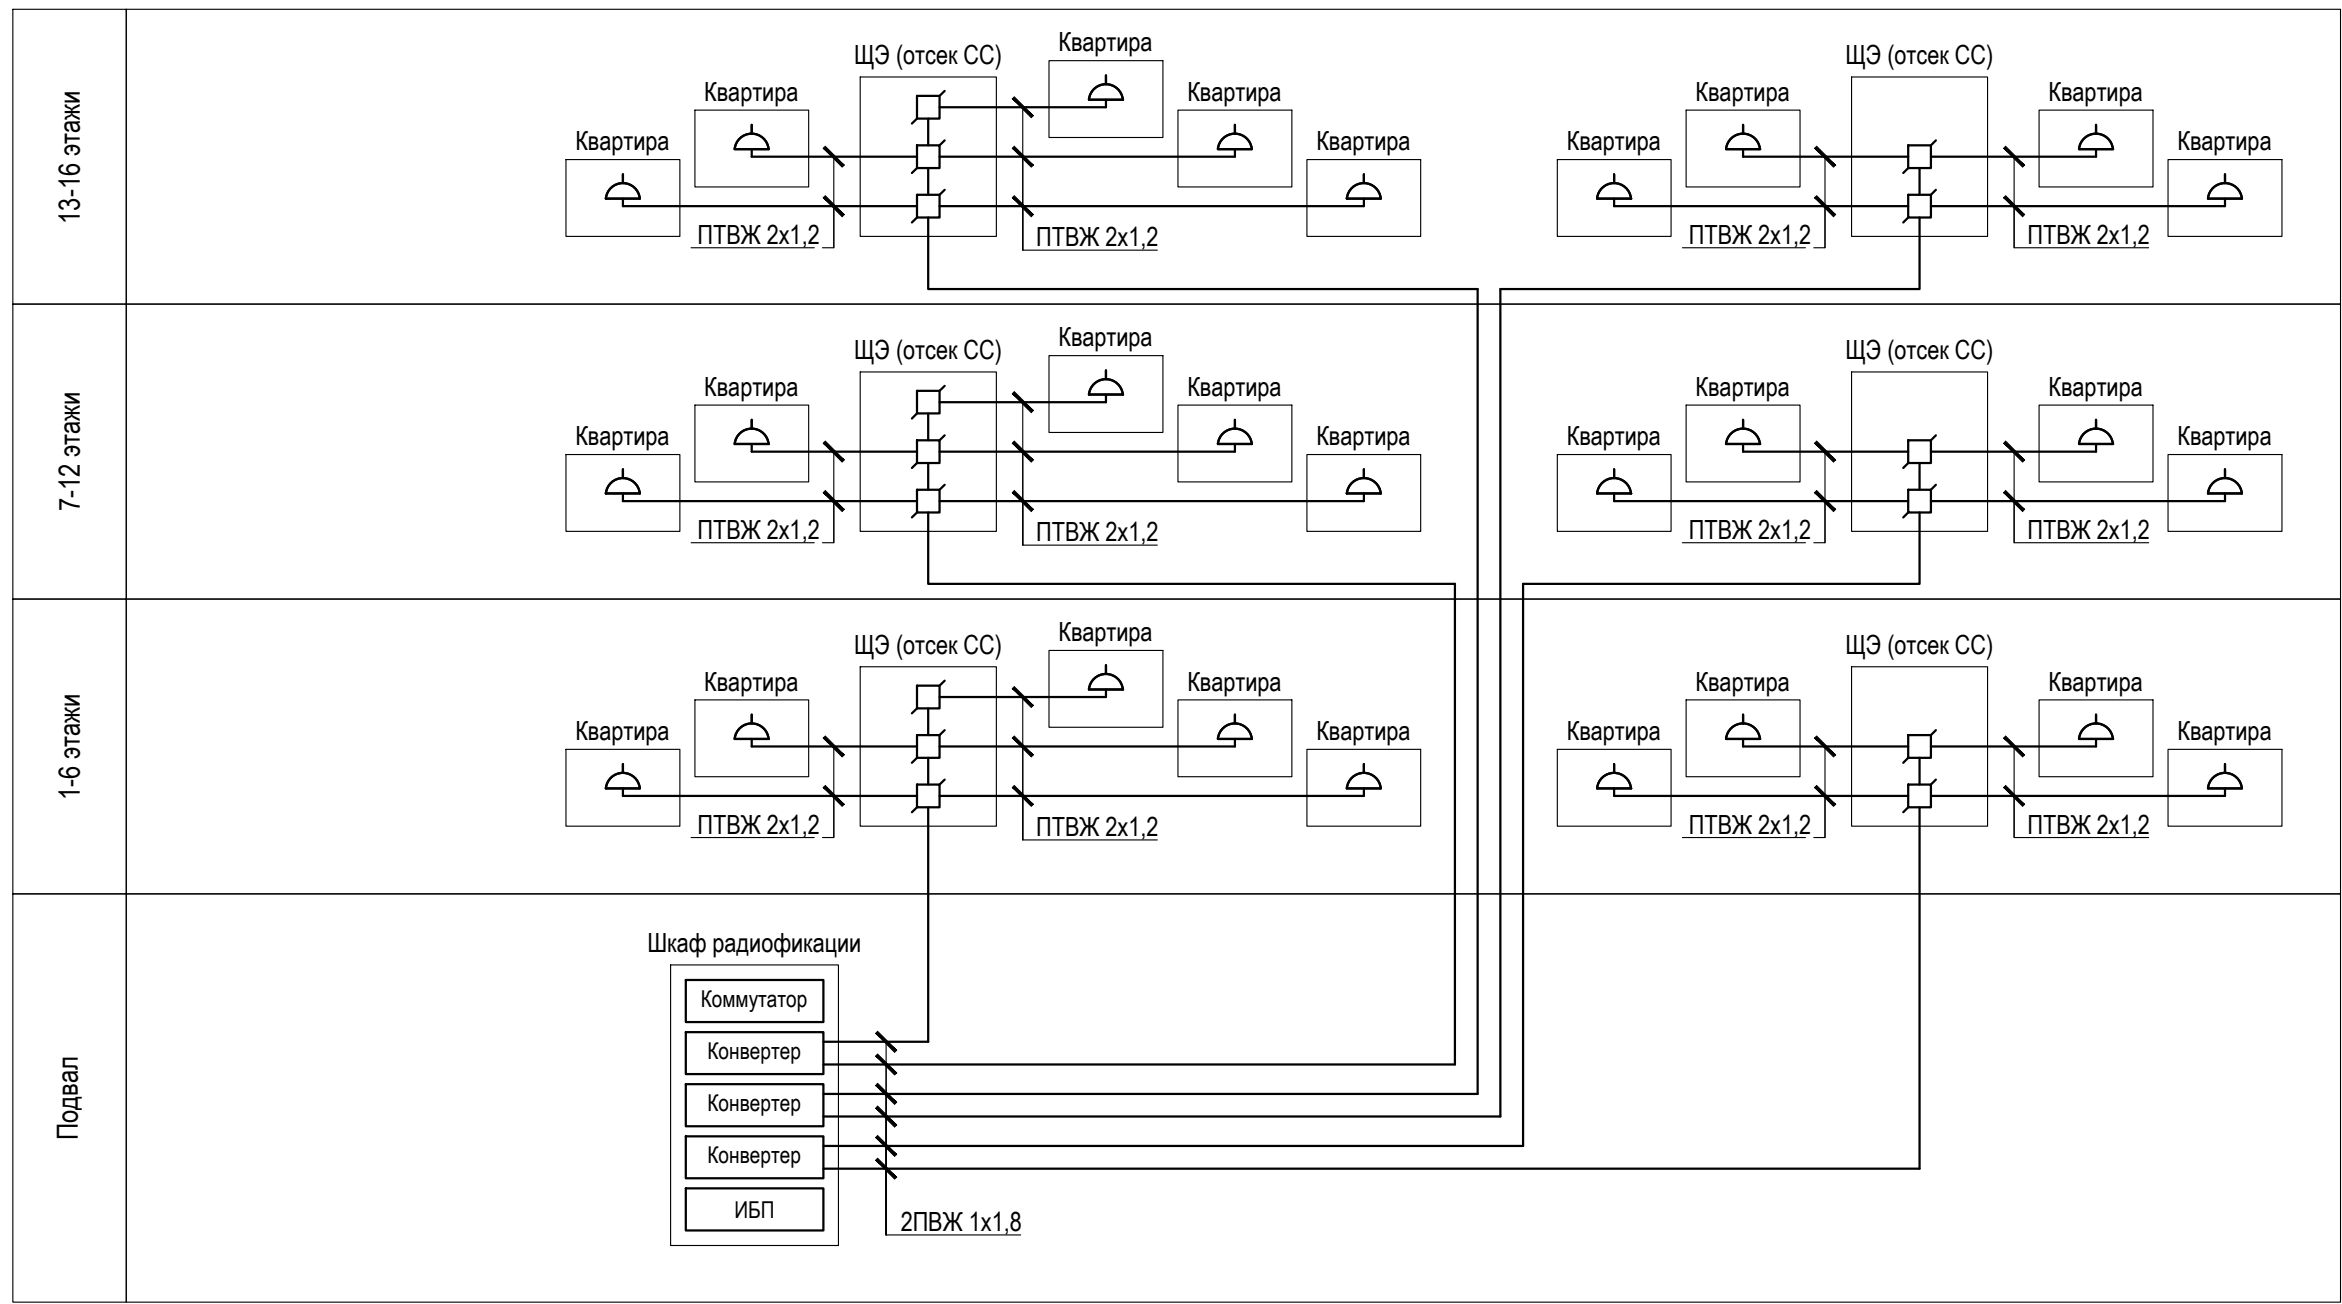 13-16 этажи
ЩЭ (отсек СС)
Квартира
Квартира
Квартира
Квартира
Квартира
ПТВЖ 2х1,2
ПТВЖ 2х1,2
ЩЭ (отсек СС)
Квартира
Квартира
Квартира
Квартира
ПТВЖ 2х1,2
ПТВЖ 2х1,2
7-12 этажи
ЩЭ (отсек СС)
Квартира
Квартира
Квартира
Квартира
Квартира
ПТВЖ 2х1,2
ПТВЖ 2х1,2
ЩЭ (отсек СС)
Квартира
Квартира
Квартира
Квартира
ПТВЖ 2х1,2
ПТВЖ 2х1,2
1-6 этажи
ЩЭ (отсек СС)
Квартира
Квартира
Квартира
Квартира
Квартира
ПТВЖ 2х1,2
ПТВЖ 2х1,2
ЩЭ (отсек СС)
Квартира
Квартира
Квартира
Квартира
ПТВЖ 2х1,2
ПТВЖ 2х1,2
Подвал
Шкаф радиофикации
Коммутатор
Конвертер
Конвертер
Конвертер
ИБП
2ПВЖ 1х1,8